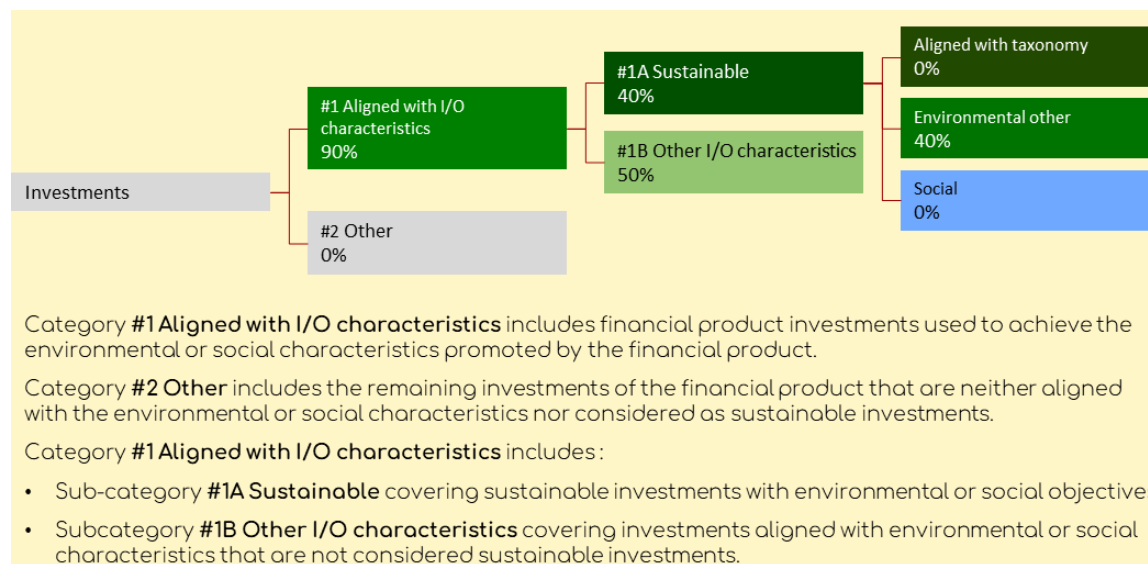 Investments
#1 Aligned with I/O
characteristics
90%
#2 Other
0%
#1A Sustainable
40%
#1B Other I/O characteristics
50%
Aligned with taxonomy
0%
Environmental other
40%
Social
0%
Category #1 Aligned with I/O characteristics includes financial product investments used to achieve the
environmental or social characteristics promoted by the financial product.
Category #2 Other includes the remaining investments of the financial product that are neither aligned
with the environmental or social characteristics nor considered as sustainable investments.
Category #1 Aligned with I/O characteristics includes :
• Sub-category #1A Sustainable covering sustainable investments with environmental or social objective
• Subcategory #1B Other I/O characteristics covering investments aligned with environmental or social
characteristics that are not considered sustainable investments.